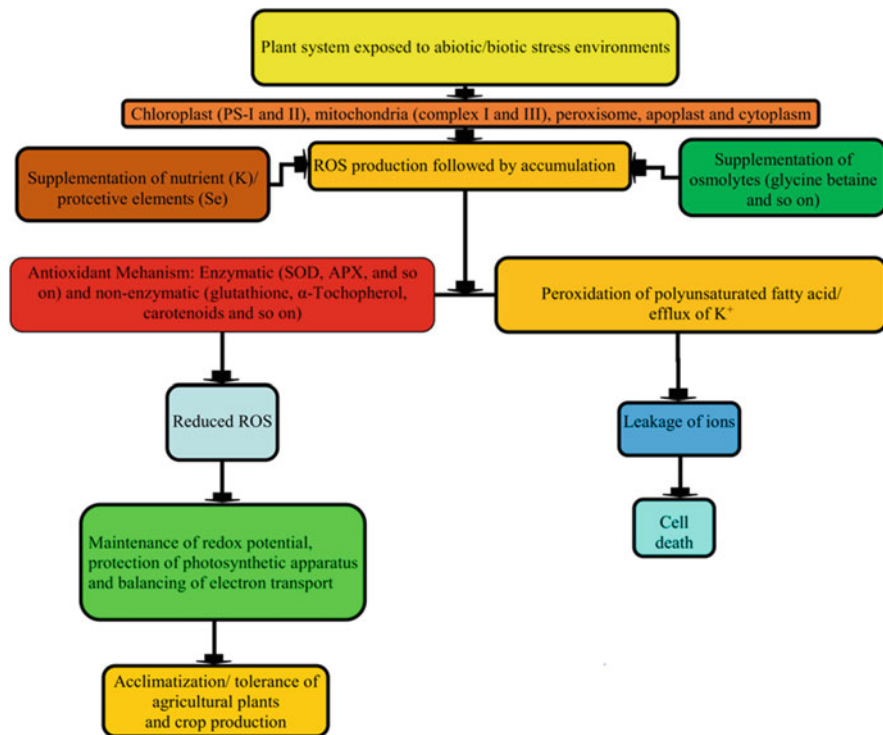 Plant system exposed to abiotic/biotic stress environments
Chloroplast (PS-I and II), mitochondria (complex I and III), peroxisome, apoplast and cytoplasm
Supplementation of nutrient (K)/
protcetive elements (Se)
ROS production followed by accumulation
Supplementation of
osmolytes (glycine betaine
and so on)
Antioxidant Mehanism: Enzymatic (SOD, APX, and so
on) and non-enzymatic (glutathione, α-Tochopherol,
carotenoids and so on)
Peroxidation of polyunsaturated fatty acid/
efflux of K⁺
Reduced ROS
Leakage of ions
Maintenance of redox potential,
protection of photosynthetic apparatus
and balancing of electron transport
Cell
death
Acclimatization/ tolerance of
agricultural plants
and crop production